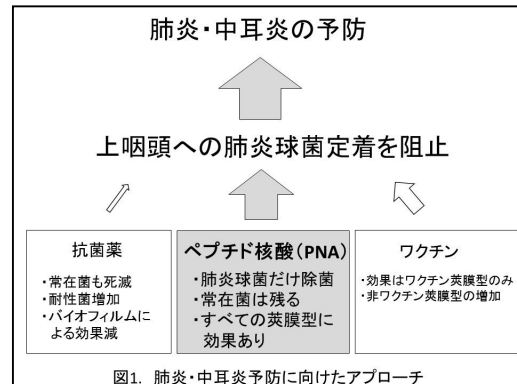 肺炎・中耳炎の予防
上咽頭への肺炎球菌定着を阻止
抗菌薬
・常在菌も死滅
・耐性菌増加
・バイオフィルムに
よる効果減
ペプチド核酸（PNA）
・肺炎球菌だけ除菌
・常在菌は残る
・すべての莢膜型に
効果あり
ワクチン
・効果はワクチン莢膜型のみ
・非ワクチン莢膜型の増加
図1. 肺炎・中耳炎予防に向けたアプローチ